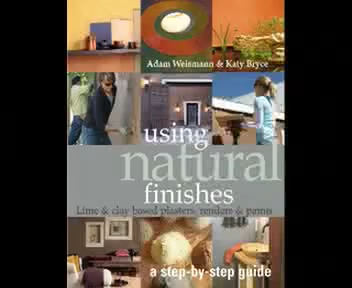 Adam Weismann & Katy Bryce
using
natural
finishes
Lime & clay based plasters, renders & paints
a step-by-step guide